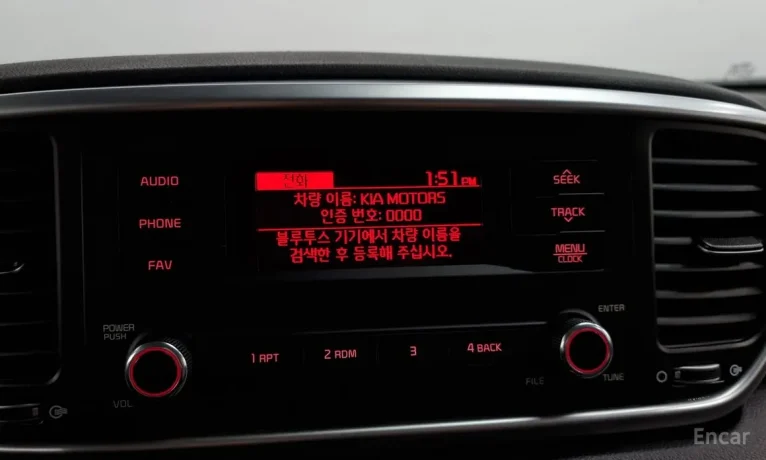 AUDIO
PHONE
FAV
전화 1:51 PM
차량 이름: KIA MOTORS
인증 번호: 0000
블루투스 기기에서 차량 이름을
검색한 후 등록해 주십시오.
SEEK
TRACK
MENU
CLOCK
POWER
PUSH
VOL
1 RPT
2 RDM
3
4 BACK
ENTER
FILE
TUNE
Encar